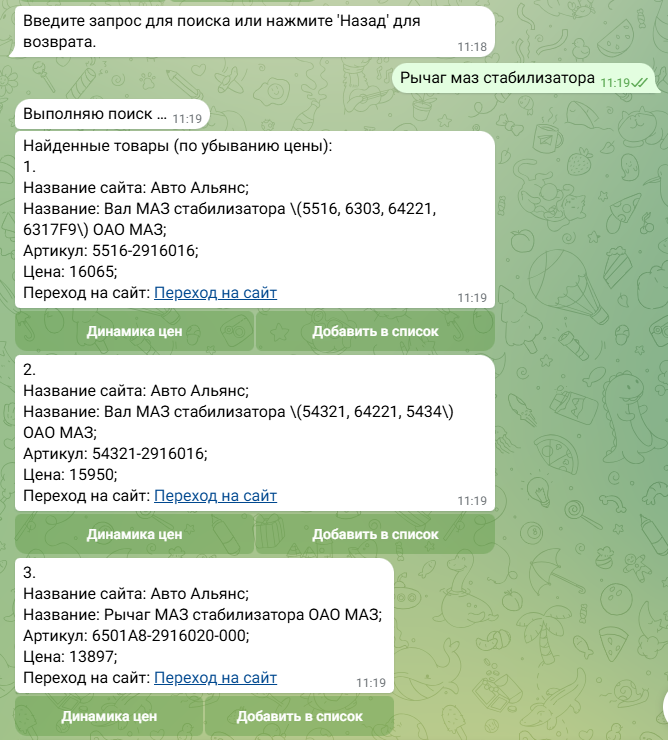 Введите запрос для поиска или нажмите 'Назад' для
возврата.
11:18
Рычаг маз стабилизатора 11:19
Выполняю поиск ... 11:19
Найденные товары (по убыванию цены):
1.
Название сайта: Авто Альянс;
Название: Вал МАЗ стабилизатора \(5516, 6303, 64221,
6317F9\) ОАО МАЗ;
Артикул: 5516-2916016;
Цена: 16065;
Переход на сайт: Переход на сайт
11:19
Динамика цен
Добавить в список
2.
Название сайта: Авто Альянс;
Название: Вал МАЗ стабилизатора \(54321, 64221, 5434\)
ОАО МАЗ;
Артикул: 54321-2916016;
Цена: 15950;
Переход на сайт: Переход на сайт
11:19
Динамика цен
Добавить в список
3.
Название сайта: Авто Альянс;
Название: Рычаг МАЗ стабилизатора ОАО МАЗ;
Артикул: 6501А8-2916020-000;
Цена: 13897;
Переход на сайт: Переход на сайт
11:19
Динамика цен
Добавить в список